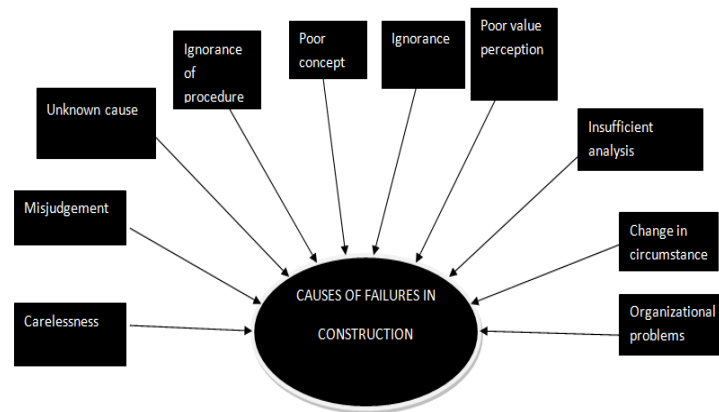 Carelessness
Misjudgement
Unknown cause
Ignorance
of
procedure
Poor
concept
Ignorance
Poor value
perception
Insufficient
analysis
Change in
circumstance
Organizational
problems
CAUSES OF FAILURES IN
CONSTRUCTION